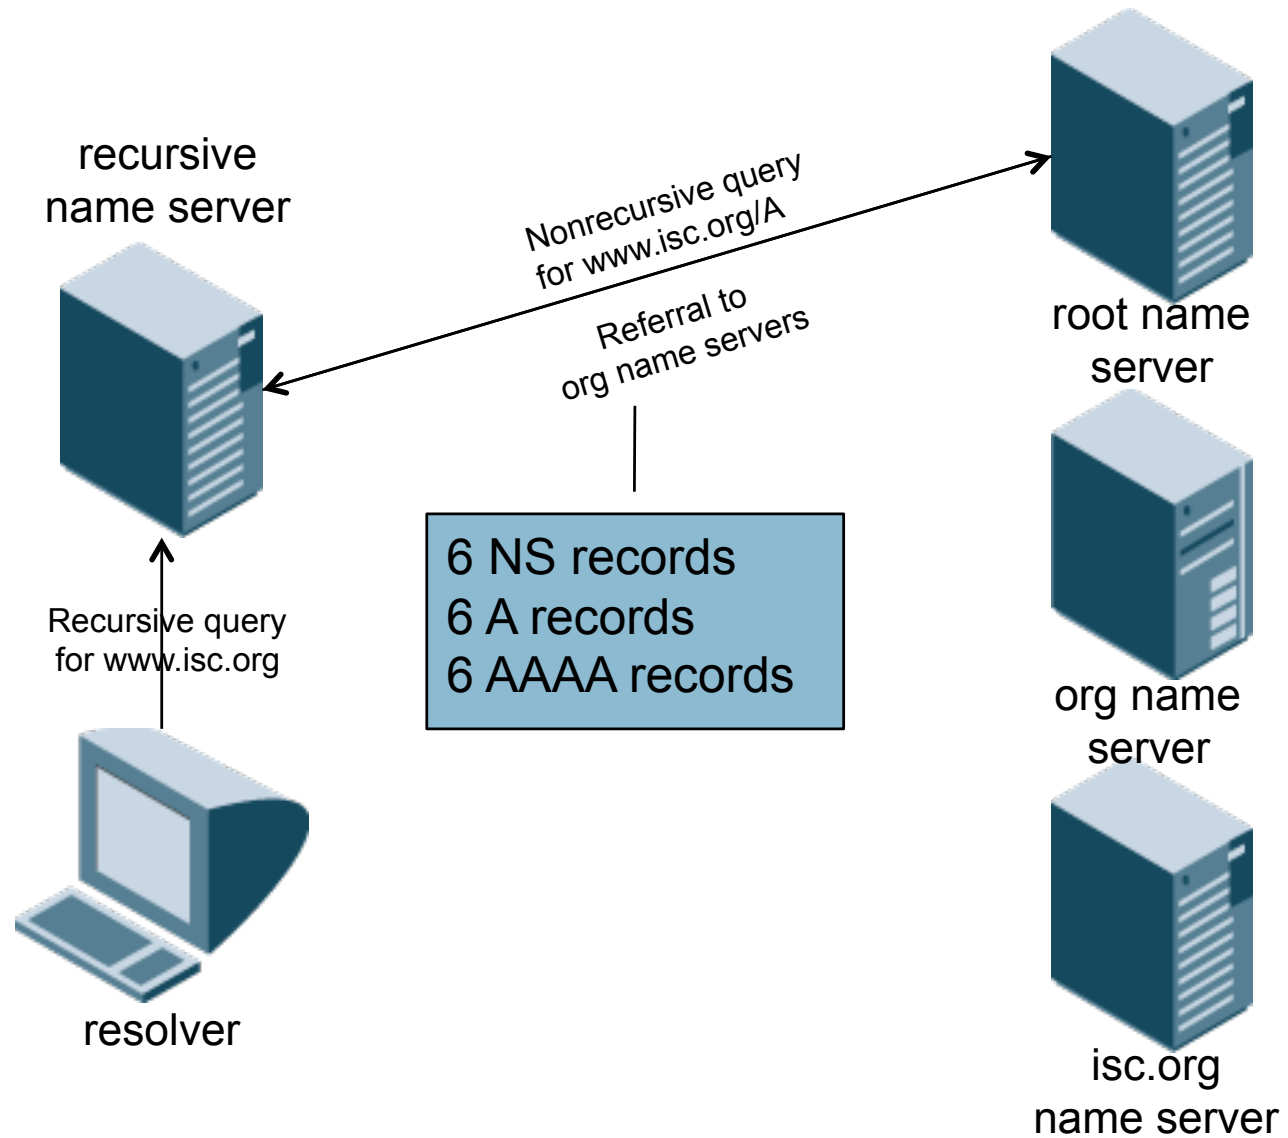 recursive
name server
Nonrecursive query
for www.isc.org/A
Referral to
org name servers
root name
server
6 NS records
6 A records
6 AAAA records
Recursive query
for www.isc.org
org name
server
resolver
isc.org
name server